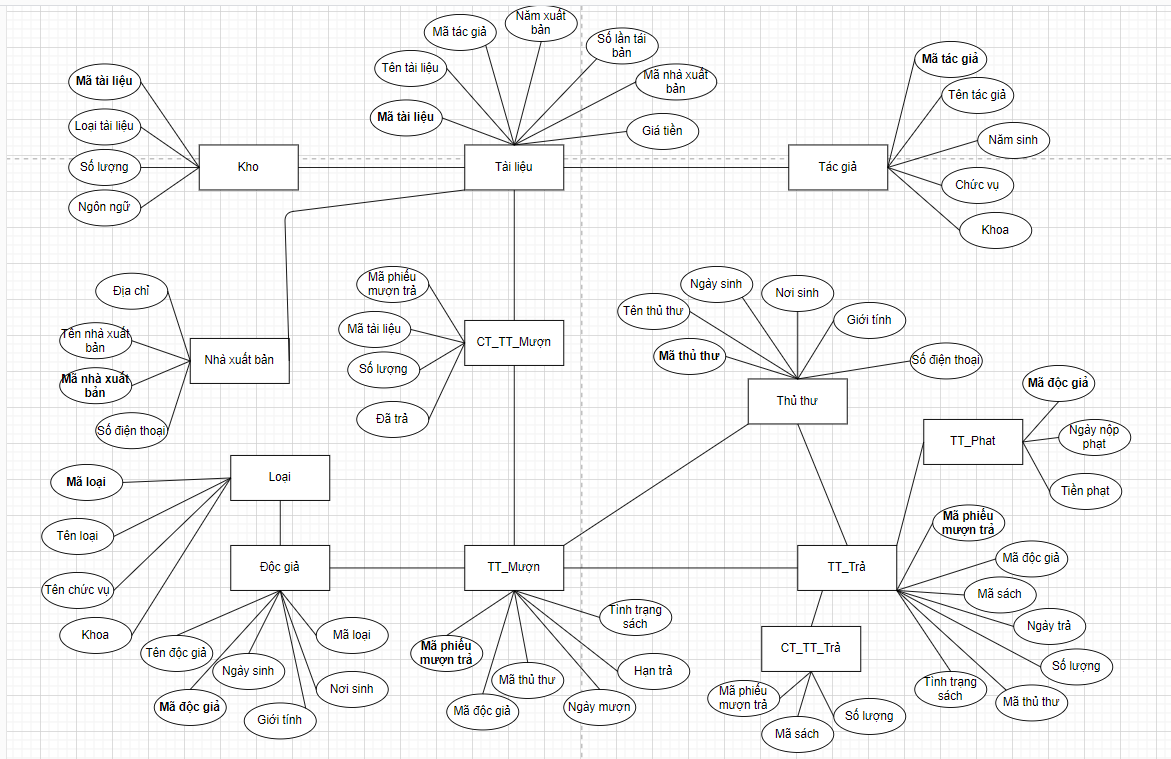 Năm xuất
bản
Mã tác giả
Số lần tái
bản
Tên tài liệu
Mã nhà xuất
bản
Mã tài liệu
Giá tiền
Mã tài liệu
Loại tài liệu
Số lượng
Ngôn ngữ
Kho
Tài liệu
Tác giả
Mã tác giả
Tên tác giả
Năm sinh
Chức vụ
Khoa
Địa chỉ
Tên nhà xuất
bản
Mã nhà xuất
bản
Số điện thoại
Nhà xuất bản
Mã phiếu
mượn trả
Mã tài liệu
Số lượng
Đã trả
CT_TT_Mượn
Ngày sinh
Nơi sinh
Tên thủ thư
Giới tính
Mã thủ thư
Số điện thoại
Thủ thư
TT_Phat
Mã độc giả
Ngày nộp
phạt
Tiền phạt
Loại
Mã loại
Tên loại
Tên chức vụ
Khoa
Độc giả
TT_Mượn
TT_Trả
Tên độc giả
Mã độc giả
Ngày sinh
Giới tính
Nơi sinh
Mã loại
Mã phiếu
mượn trả
Mã độc giả
Mã thủ thư
Ngày mượn
Hạn trả
Tình trạng
sách
Mã phiếu
mượn trả
Mã độc giả
Mã sách
Ngày trả
Số lượng
Mã thủ thư
Tình trạng
sách
CT_TT_Trả
Mã phiếu
mượn trả
Mã sách
Số lượng